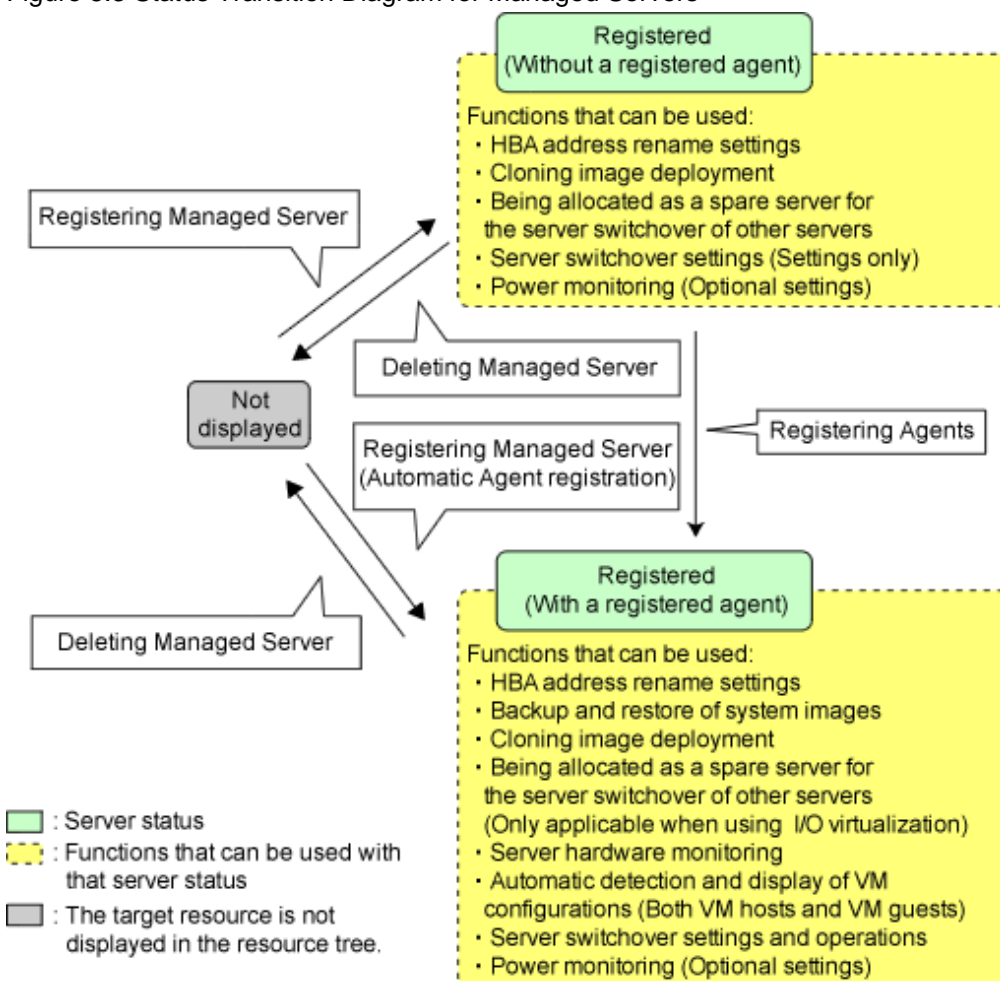 Figure 3.3 Status Transition Diagram for Managed Servers
Registered
(Without a registered agent)
Functions that can be used:
・HBA address rename settings
・Cloning image deployment
・Being allocated as a spare server for
the server switchover of other servers
・Server switchover settings (Settings only)
・Power monitoring (Optional settings)
Registering Managed Server
Deleting Managed Server
Not
displayed
Registering Managed Server
(Automatic Agent registration)
Registering Agents
Deleting Managed Server
Registered
(With a registered agent)
Functions that can be used:
・HBA address rename settings
・Backup and restore of system images
・Cloning image deployment
・Being allocated as a spare server for
the server switchover of other servers
(Only applicable when using I/O virtualization)
・Server hardware monitoring
・Automatic detection and display of VM
configurations (Both VM hosts and VM guests)
・Server switchover settings and operations
・Power monitoring (Optional settings)
: Server status
: Functions that can be used with
that server status
: The target resource is not
displayed in the resource tree.